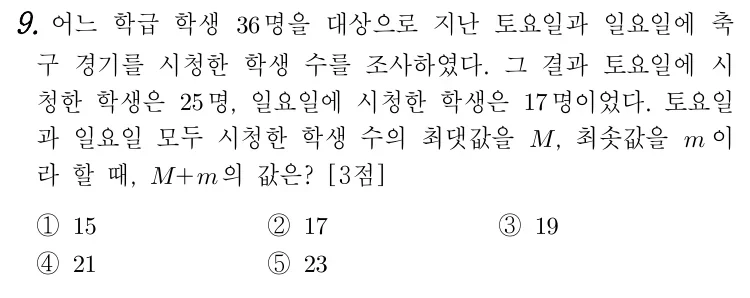 9. 어느 학급 학생 36명을 대상으로 지난 토요일과 일요일에 축
구 경기를 시청한 학생 수를 조사하였다. 그 결과 토요일에 시
청한 학생은 25명, 일요일에 시청한 학생은 17명이었다. 토요일
과 일요일 모두 시청한 학생 수의 최댓값을 M, 최솟값을 m이
라 할 때, M+m의 값은? [3점]
① 15 ② 17 ③ 19
④ 21 ⑤ 23